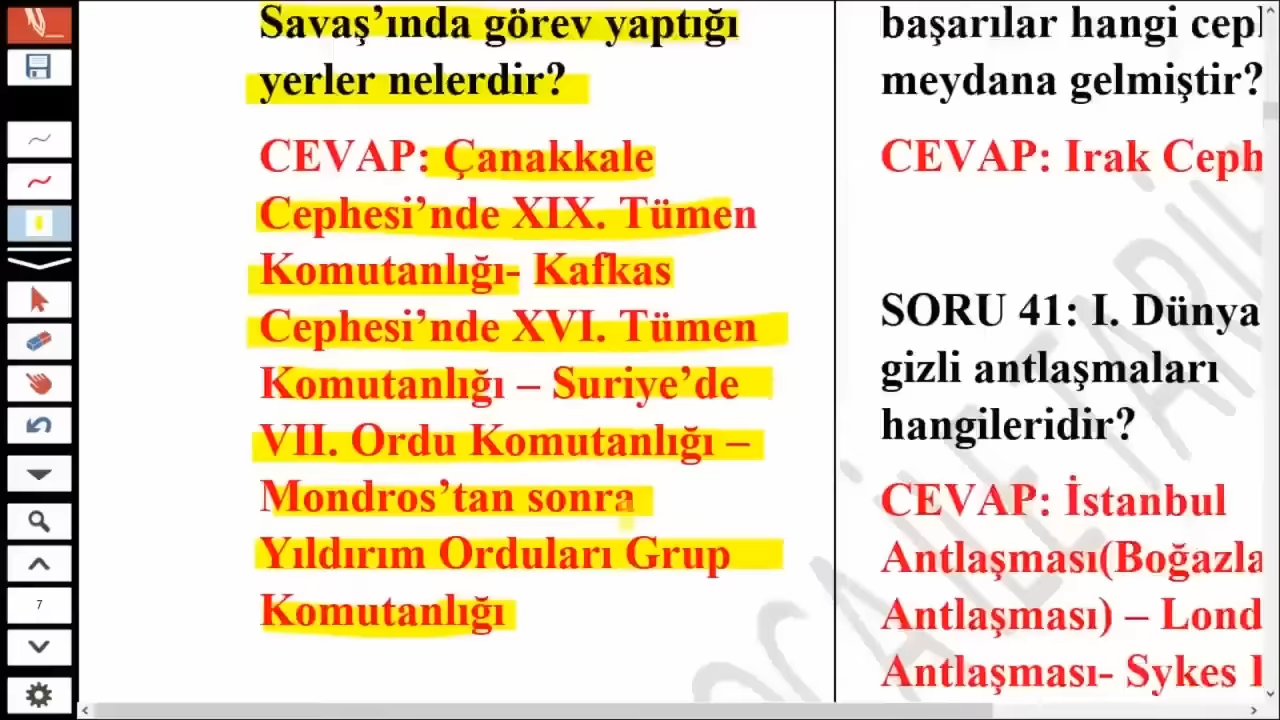 Savaş’ında görev yaptığı
yerler nelerdir?
CEVAP: Çanakkale
Cephesi’nde XIX. Tümen
Komutanlığı- Kafkas
Cephesi’nde XVI. Tümen
Komutanlığı – Suriye’de
VII. Ordu Komutanlığı –
Mondros’tan sonra
Yıldırım Orduları Grup
Komutanlığı
başarılar hangi
meydana gelmiştir?
CEVAP: Irak
SORU 41: I. Dünya
gizli antlaşmaları
hangileridir?
CEVAP: İstanbul
Antlaşması(Boğazla
Antlaşması) – Lond
Antlaşması- Sykes
7